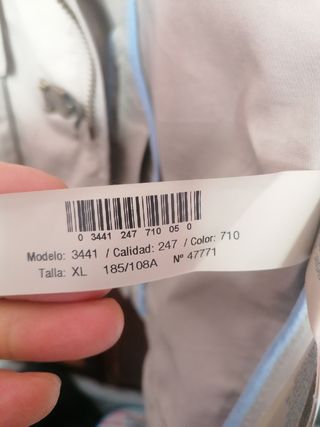 0 3441 247 710 05 0
Modelo: 3441 / Calidad: 247 / Color: 710
Talla: XL 185/108A Nº 47771